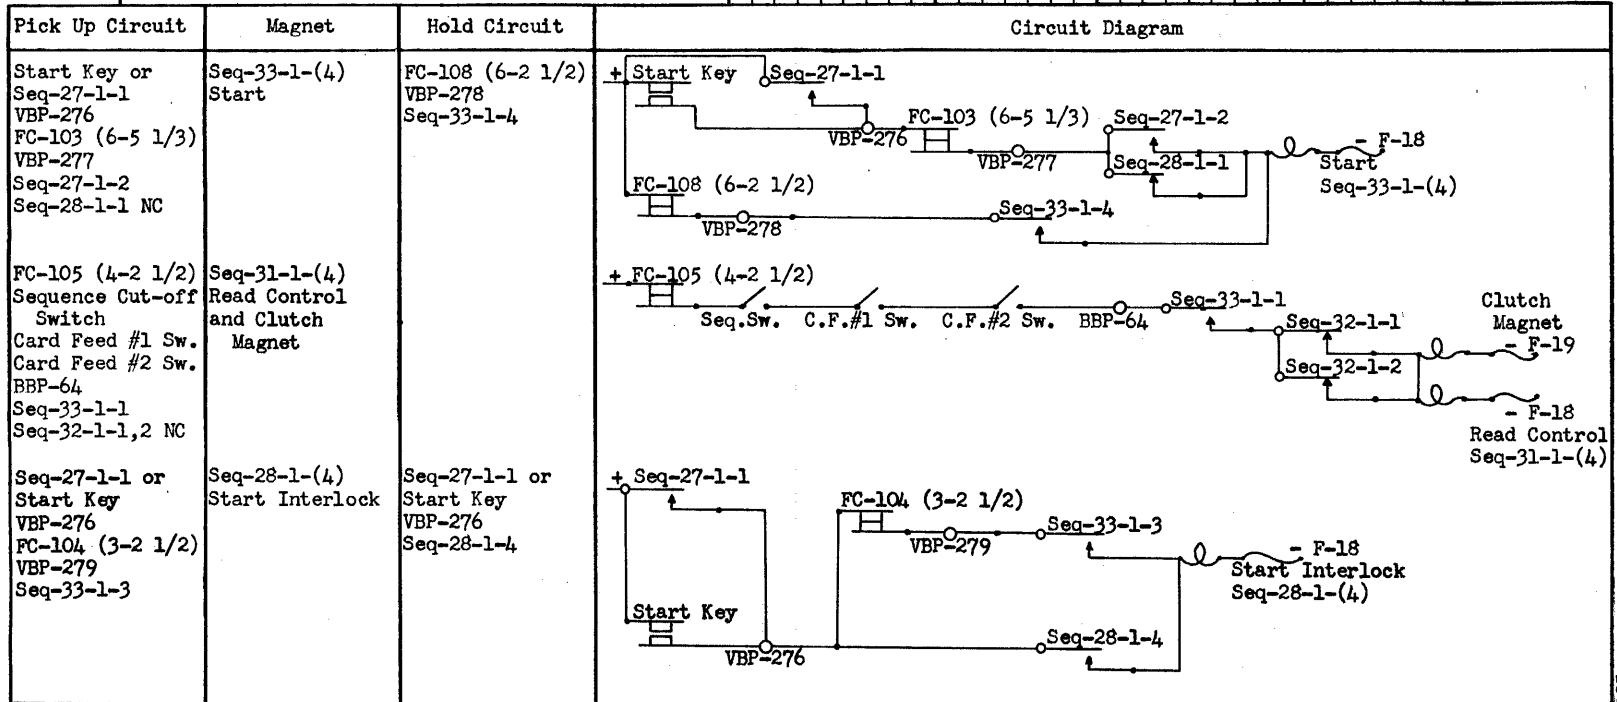 Pick Up Circuit
Magnet
Hold Circuit
Circuit Diagram
Start Key or
Seq-27-1-1
VBP-276
FC-103 (6-5 1/3)
VBP-277
Seq-27-1-2
Seq-28-1-1 NC
Seq-33-1-(4)
Start
FC-108 (6-2 1/2)
VBP-278
Seq-33-1-4
+ Start Key
Seq-27-1-1
VBP-276
FC-103 (6-5 1/3)
VBP-277
Seq-27-1-2
Seq-28-1-1
- F-18
Start
Seq-33-1-(4)
FC-108 (6-2 1/2)
VBP-278
Seq-33-1-4
FC-105 (4-2 1/2)
Sequence Cut-off
Switch
Card Feed #1 Sw.
Card Feed #2 Sw.
BBP-64
Seq-33-1-1
Seq-32-1-1,2 NC
Seq-31-1-(4)
Read Control
and Clutch
Magnet
+ FC-105 (4-2 1/2)
Seq.Sw.
C.F.#1 Sw.
C.F.#2 Sw.
BBP-64
Seq-33-1-1
Seq-32-1-1
Seq-32-1-2
Clutch
Magnet
- F-19
- F-18
Read Control
Seq-31-1-(4)
Seq-27-1-1 or
Start Key
VBP-276
FC-104 (3-2 1/2)
VBP-279
Seq-33-1-3
Seq-28-1-(4)
Start Interlock
Seq-27-1-1 or
Start Key
VBP-276
Seq-28-1-4
+ Seq-27-1-1
FC-104 (3-2 1/2)
VBP-279
Seq-33-1-3
- F-18
Start Interlock
Seq-28-1-(4)
Start Key
VBP-276
Seq-28-1-4